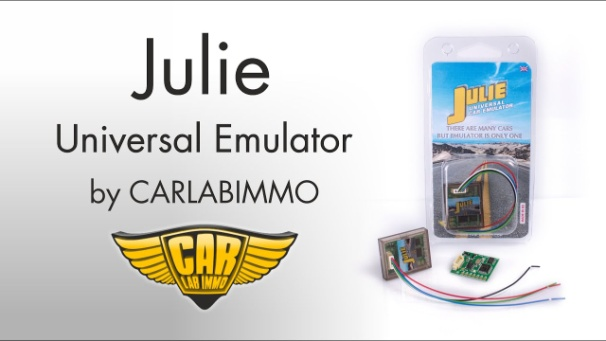 Julie
Universal Emulator
by CARLABIMMO
CAR
LAB IMMO
JULIE
UNIVERSAL
CAR EMULATOR
THERE ARE MANY CARS
BUT EMULATOR IS ONLY ONE